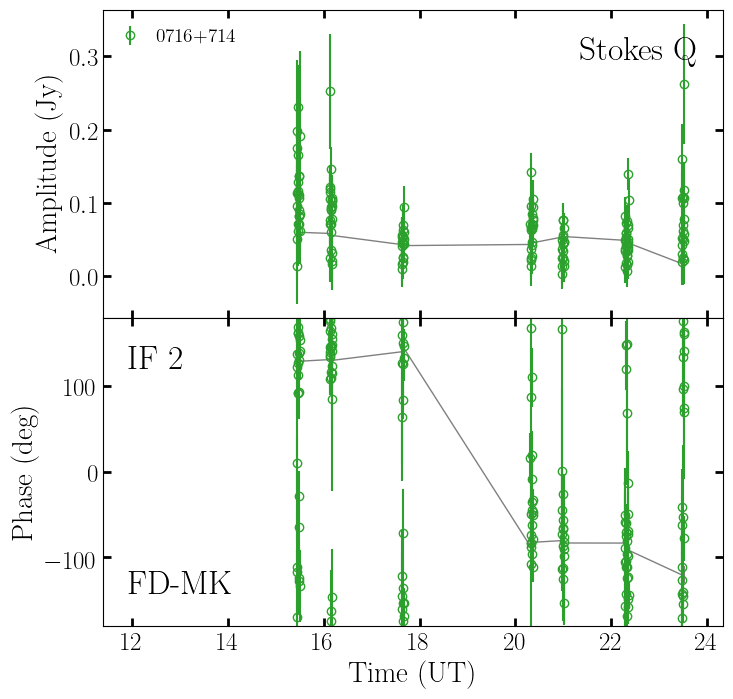 0716+714
Stokes Q
Amplitude (Jy)
0.3
0.2
0.1
0.0
IF 2
FD-MK
Phase (deg)
100
0
−100
12 14 16 18 20 22 24
Time (UT)